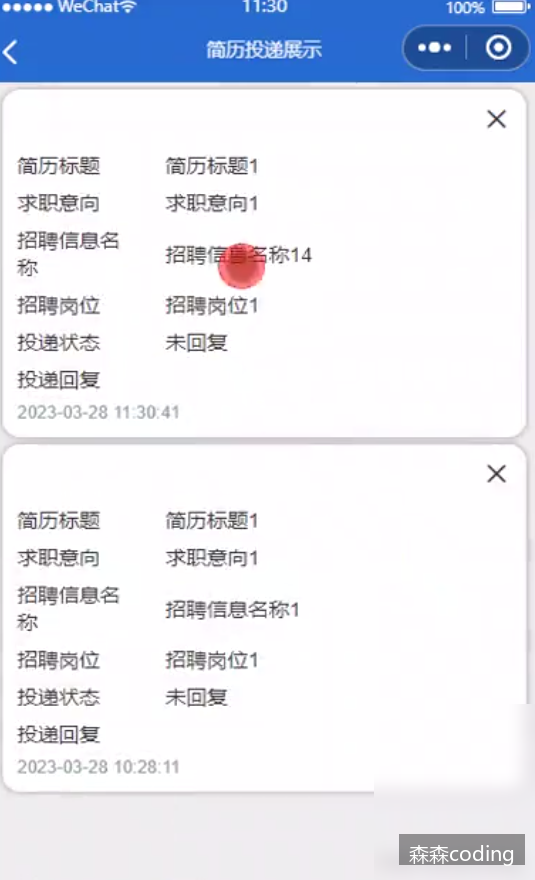 WeChat 11:30 100%
简历投递展示
简历标题 简历标题1
求职意向 求职意向1
招聘信息名
称
招聘信息名称14
招聘岗位 招聘岗位1
投递状态 未回复
投递回复
2023-03-28 11:30:41
简历标题 简历标题1
求职意向 求职意向1
招聘信息名
称
招聘信息名称1
招聘岗位 招聘岗位1
投递状态 未回复
投递回复
2023-03-28 10:28:11
森森coding